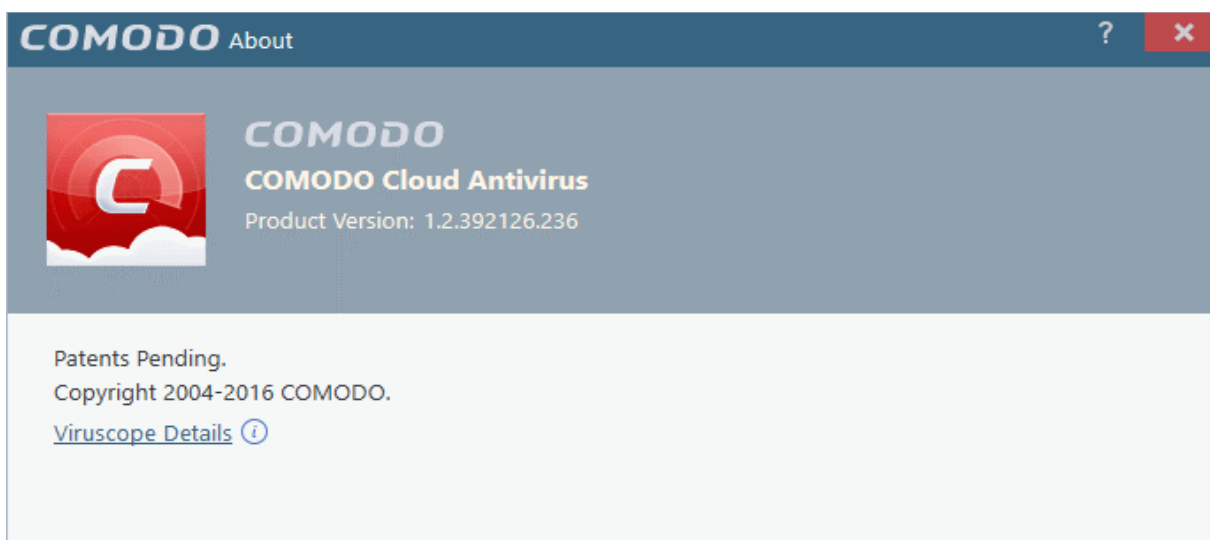 COMODO About ?
COMODO
COMODO Cloud Antivirus
Product Version: 1.2.392126.236
Patents Pending.
Copyright 2004-2016 COMODO.
Viruscope Details i